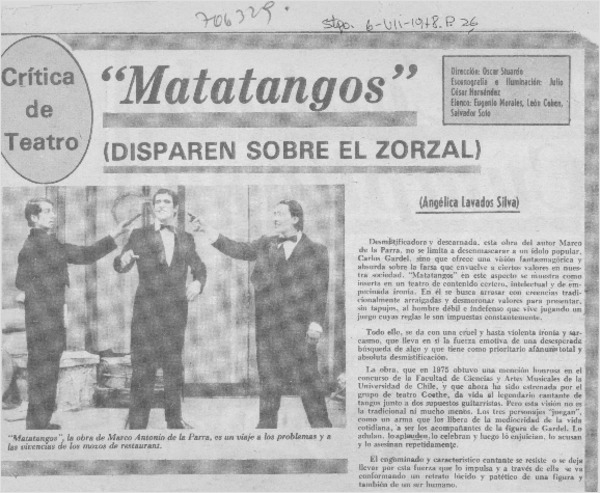 706329.
Stgo. 6-VII-1978. P. 26
Crítica
de
Teatro
“Matatangos”
(DISPAREN SOBRE EL ZORZAL)
Dirección: Oscar Stuardo
Escenografía e Iluminación: Julio
César Hernández
Elenco: Eugenio Morales, León Cohen,
Salvador Soto
(Angélica Lavados Silva)
Desmitificadora y descarnada, esta obra del autor Marco
de la Parra, no se limita a desenmascarar a un ídolo popular,
Carlos Gardel, sino que ofrece una visión fantasmagórica y
absurda sobre la farsa que envuelve a ciertos valores en nues-
tra sociedad. “Matatangos” en este aspecto se muestra como
inserta en un teatro de contenido certero, intelectual y de em-
pecinada ironía. En él se busca arrasar con creencias tradi-
cionalmente arraigadas y desmoronar valores para presentar,
sin tapujos, al hombre débil e indefenso que vive jugando un
juego cuyas reglas le son impuestas constantemente.
Todo ello, se da con una cruel y hasta violenta ironía y sar-
casmo, que lleva en sí la fuerza emotiva de una desesperada
búsqueda de algo y que tiene como prioritario afán total y
absoluta desmistificación.
La obra, que en 1975 obtuvo una mención honrosa en el
concurso de la Facultad de Ciencias y Artes Musicales de la
Universidad de Chile, y que ahora ha sido estrenada por el
grupo de teatro Goethe, da vida al legendario cantante de
tangos junto a dos supuestos guitarristas. Pero esta visión no es
la tradicional ni mucho menos. Los tres personajes “juegan”,
como un arma que los libera de la mediocridad de la vida
cotidiana, a ser los acompañantes de la figura de Gardel. Lo
adulan, lo aplauden, lo celebran y luego lo enjuician, lo acusan
y lo asesinan repetidamente.
El engominado y característico cantante se resiste o se deja
llevar por esta fuerza que lo impulsa y a través de ella se va
conformando un retrato lúcido y patético de una figura y
también de un ser humano.
“Matatangos”, la obra de Marco Antonio de la Parra, es un viaje a los problemas y a
las vivencias de los mozos de restaurant.